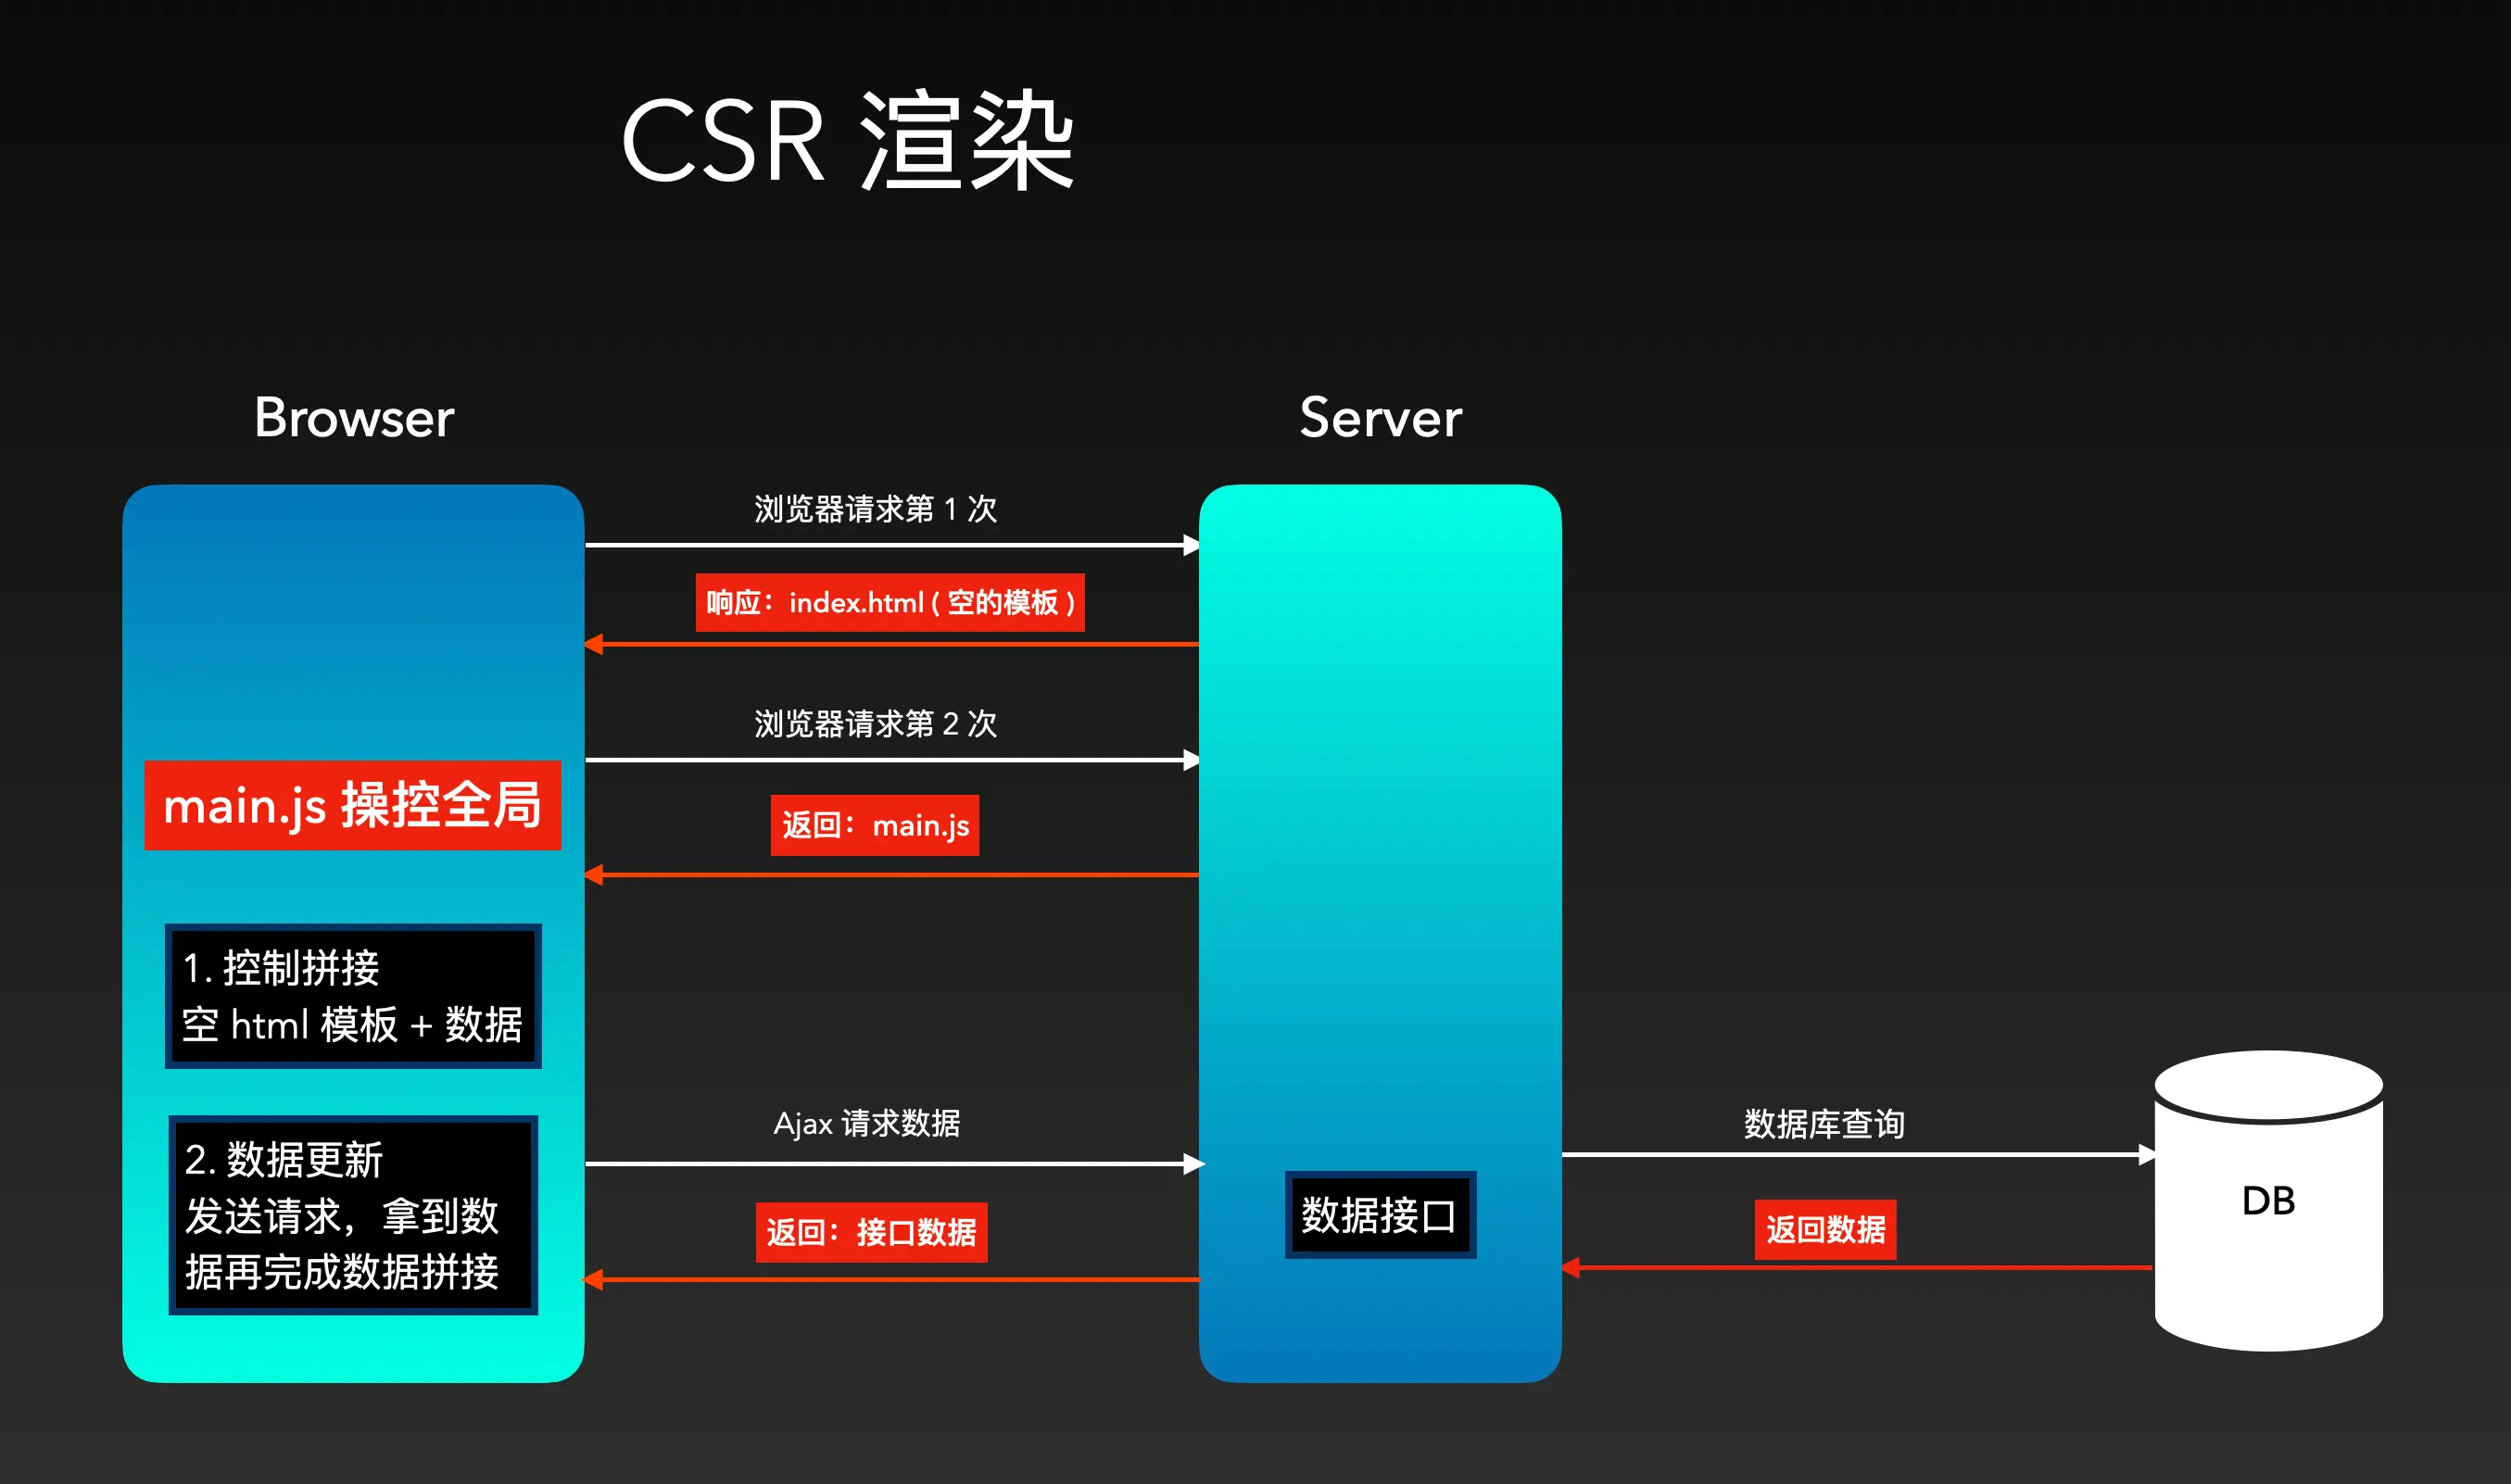 CSR 渲染
Browser
Server
浏览器请求第 1 次
响应：index.html ( 空的模板 )
浏览器请求第 2 次
main.js 操控全局
返回：main.js
1. 控制拼接
空 html 模板 + 数据
Ajax 请求数据
数据库查询
2. 数据更新
发送请求，拿到数
据再完成数据拼接
返回：接口数据
数据接口
返回数据
DB